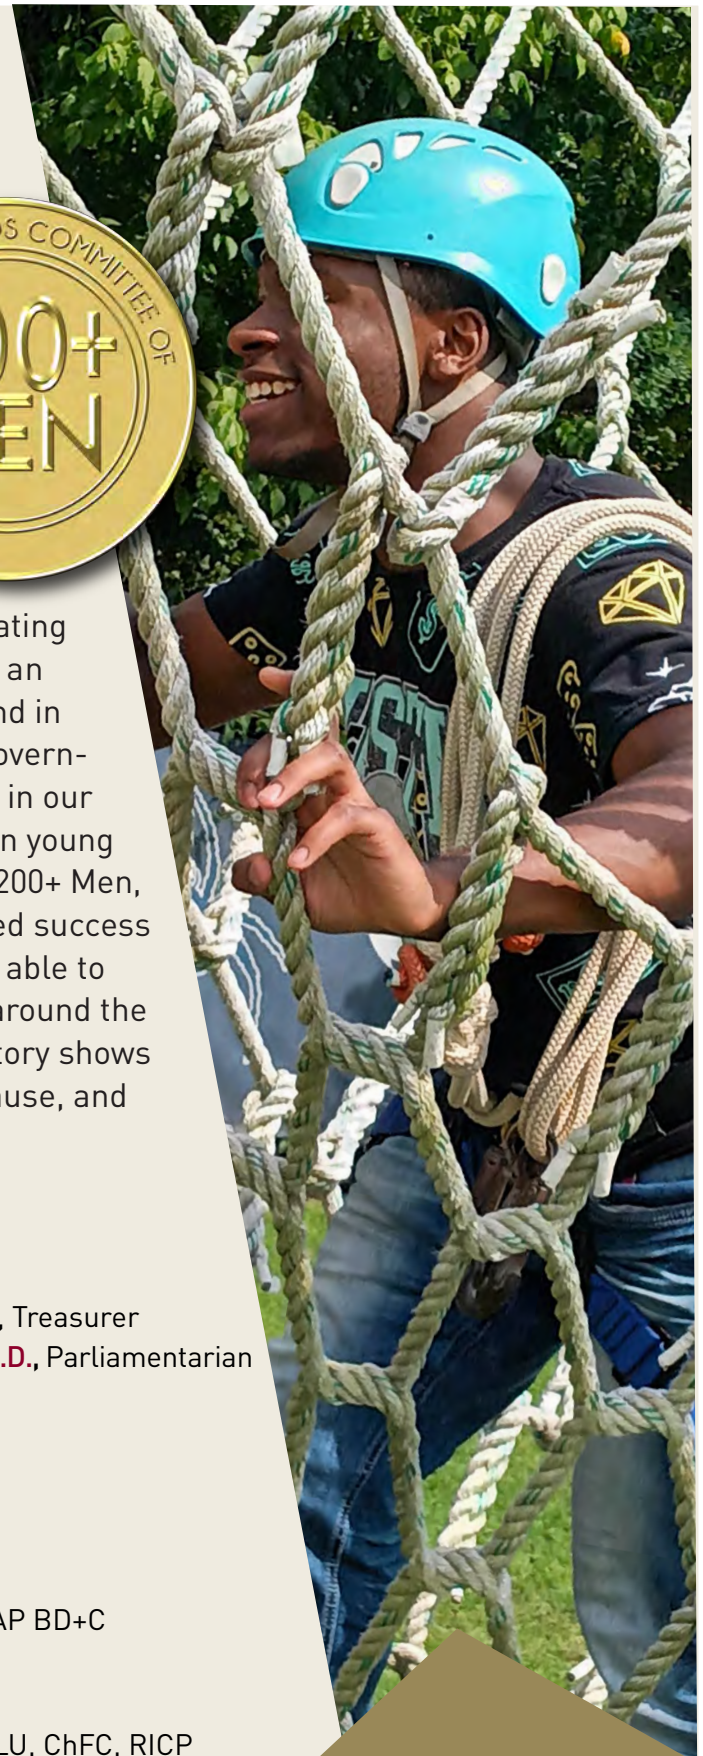 COMMITTEE OF
00+
EN
ating
an
nd in
overn-
in our
n young
200+ Men,
ed success
able to
around the
tory shows
ause, and
, Treasurer
.D., Parliamentarian
AP BD+C
LU, ChFC, RICP